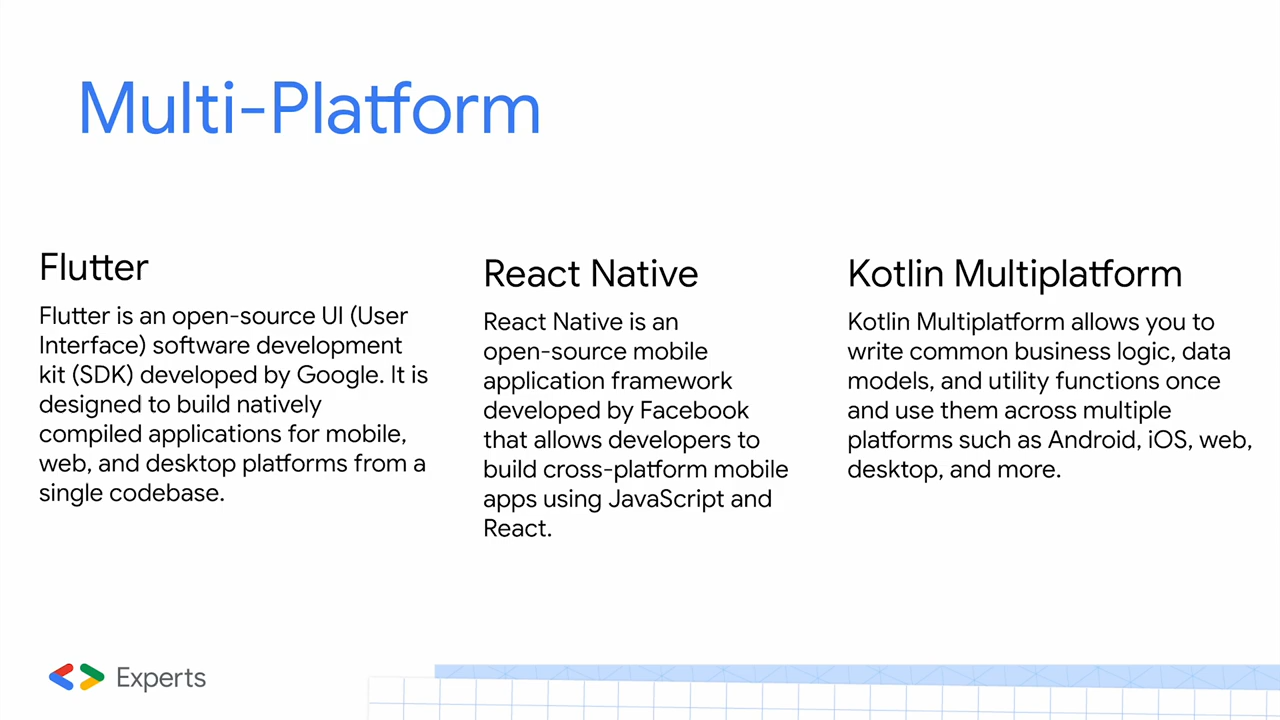 Multi-Platform
Flutter
Flutter is an open-source UI (User
Interface) software development
kit (SDK) developed by Google. It is
designed to build natively
compiled applications for mobile,
web, and desktop platforms from a
single codebase.
React Native
React Native is an
open-source mobile
application framework
developed by Facebook
that allows developers to
build cross-platform mobile
apps using JavaScript and
React.
Kotlin Multiplatform
Kotlin Multiplatform allows you to
write common business logic, data
models, and utility functions once
and use them across multiple
platforms such as Android, iOS, web,
desktop, and more.
Experts